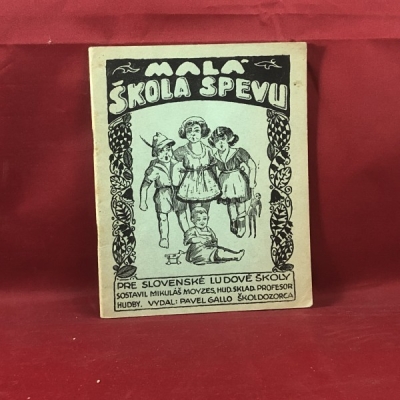 MALÁ
ŠKOLA SPEVU
PRE SLOVENSKÉ ĽUDOVÉ ŠKOLY
SOSTAVIL MIKULÁŠ MOYZES, HUD. SKLAD. PROFESOR
HUDBY. VYDAL: PAVEL GALLO ŠKOLDOZORCA